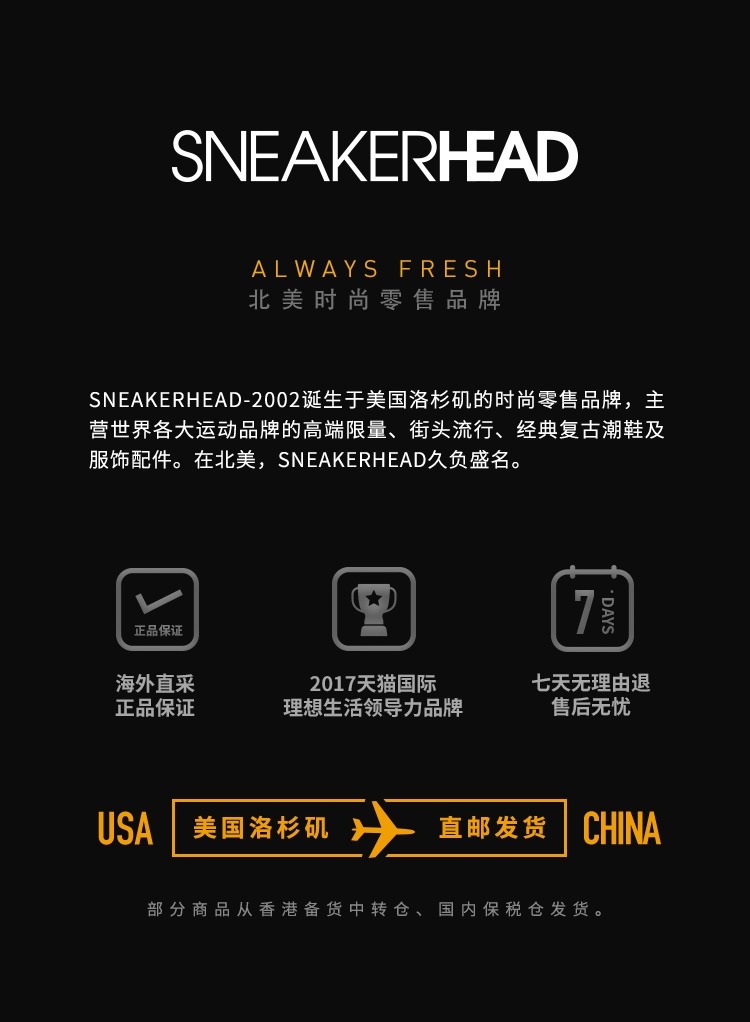 SNEAKERHEAD
ALWAYS FRESH
北美时尚零售品牌
SNEAKERHEAD-2002诞生于美国洛杉矶的时尚零售品牌，主
营世界各大运动品牌的高端限量、街头流行、经典复古潮鞋及
服饰配件。在北美，SNEAKERHEAD久负盛名。
正品保证
7 DAYS
海外直采
正品保证
2017天猫国际
理想生活领导力品牌
七天无理由退
售后无忧
USA 美国洛杉矶 直邮发货 CHINA
部分商品从香港备货中转仓、国内保税仓发货。